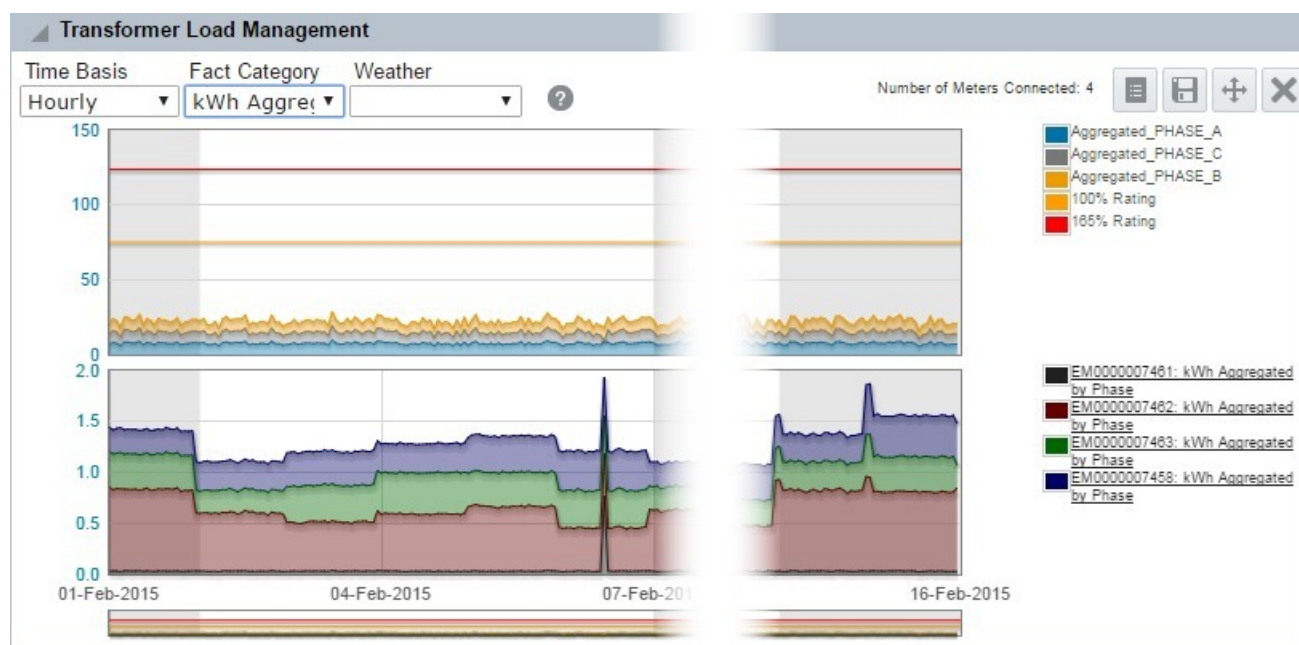 Transformer Load Management
Time Basis Fact Category Weather
Hourly kWh Aggreg
Number of Meters Connected: 4
150
100
50
0
Aggregated_PHASE_A
Aggregated_PHASE_C
Aggregated_PHASE_B
100% Rating
165% Rating
2.0
1.5
1.0
0.5
0.0
EM0000007461: kWh Aggregated
by Phase
EM0000007462: kWh Aggregated
by Phase
EM0000007463: kWh Aggregated
by Phase
EM0000007458: kWh Aggregated
by Phase
01-Feb-2015 04-Feb-2015 07-Feb-201 16-Feb-2015